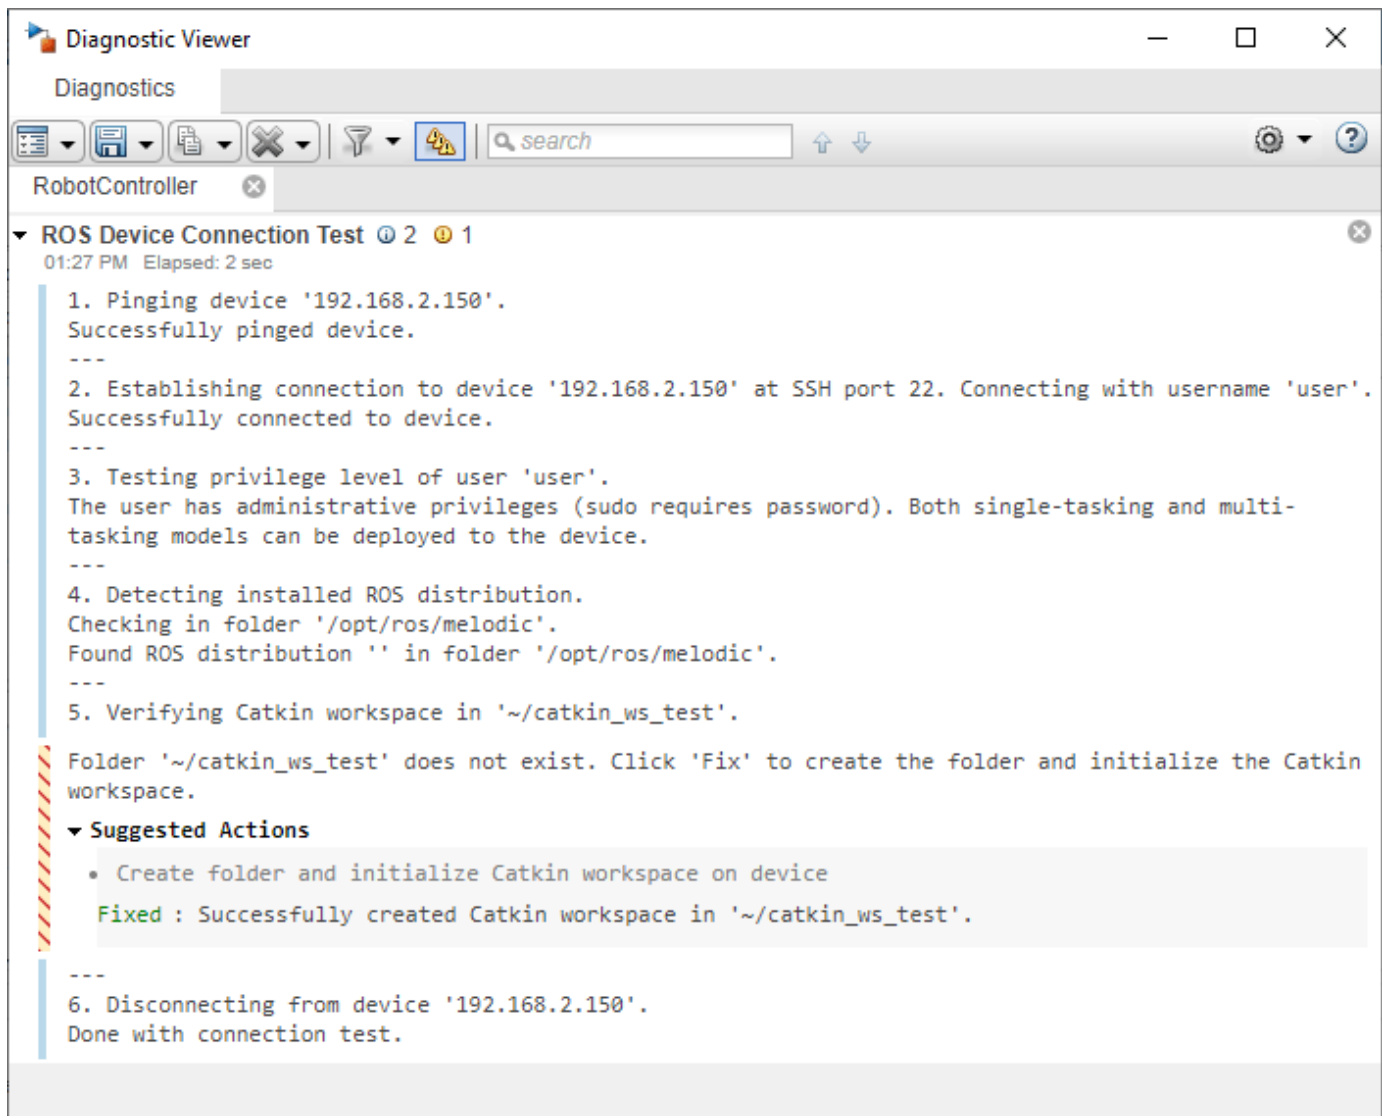 Diagnostic Viewer
Diagnostics
search
RobotController
ROS Device Connection Test 2 1
01:27 PM Elapsed: 2 sec
1. Pinging device '192.168.2.150'.
Successfully pinged device.
---
2. Establishing connection to device '192.168.2.150' at SSH port 22. Connecting with username 'user'.
Successfully connected to device.
---
3. Testing privilege level of user 'user'.
The user has administrative privileges (sudo requires password). Both single-tasking and multi-
tasking models can be deployed to the device.
---
4. Detecting installed ROS distribution.
Checking in folder '/opt/ros/melodic'.
Found ROS distribution '' in folder '/opt/ros/melodic'.
---
5. Verifying Catkin workspace in '~/catkin_ws_test'.
Folder '~/catkin_ws_test' does not exist. Click 'Fix' to create the folder and initialize the Catkin
workspace.
Suggested Actions
• Create folder and initialize Catkin workspace on device
Fixed : Successfully created Catkin workspace in '~/catkin_ws_test'.
---
6. Disconnecting from device '192.168.2.150'.
Done with connection test.